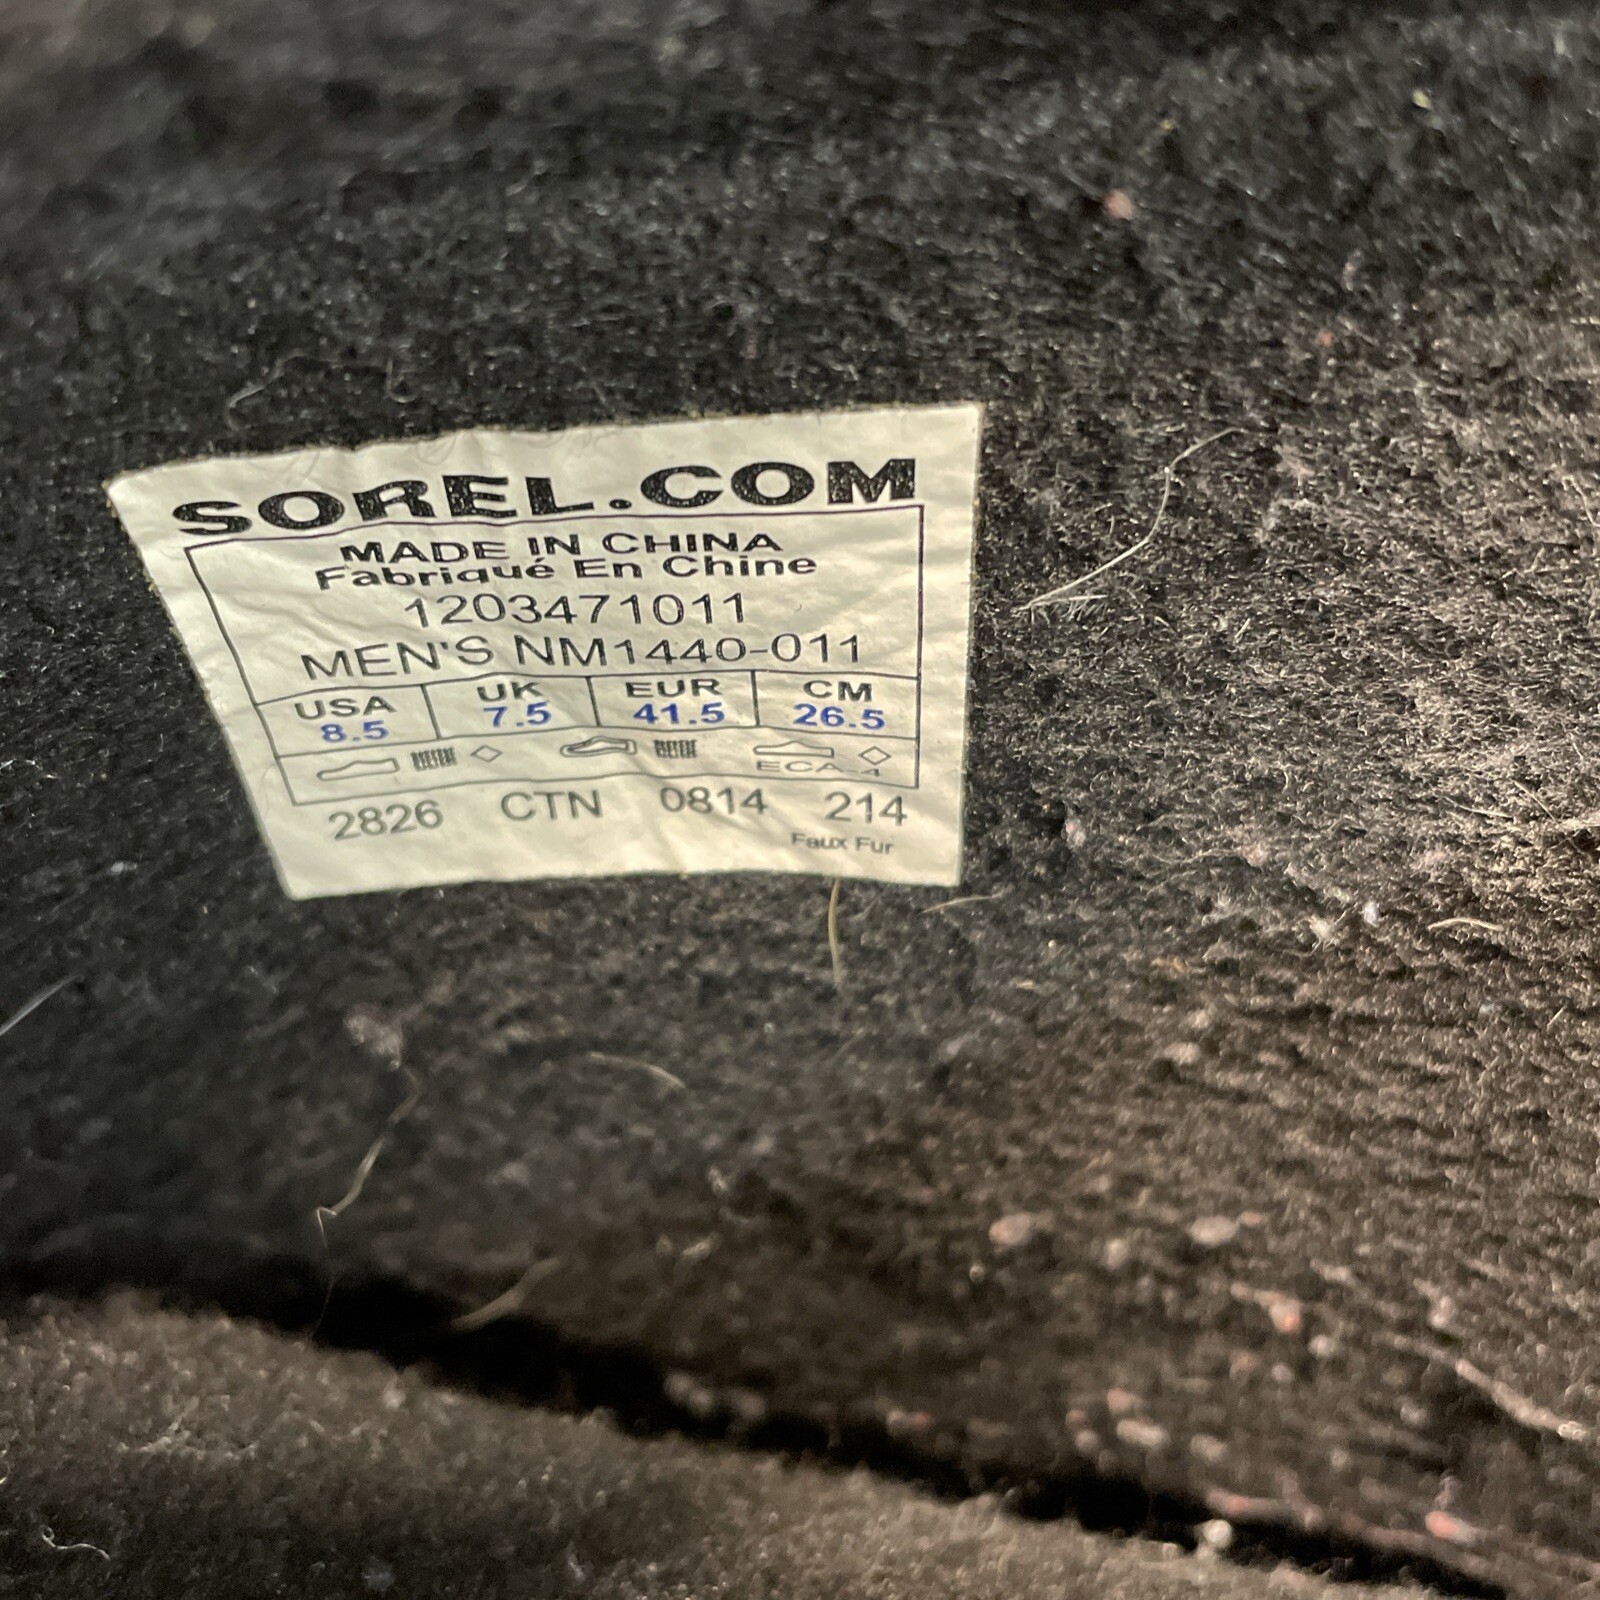 SOREL.COM
MADE IN CHINA
Fabriqué En Chine
1203471011
MEN'S NM1440-011
USA UK EUR CM
8.5 7.5 41.5 26.5
ECA-4
2826 CTN 0814 214
Faux Fur